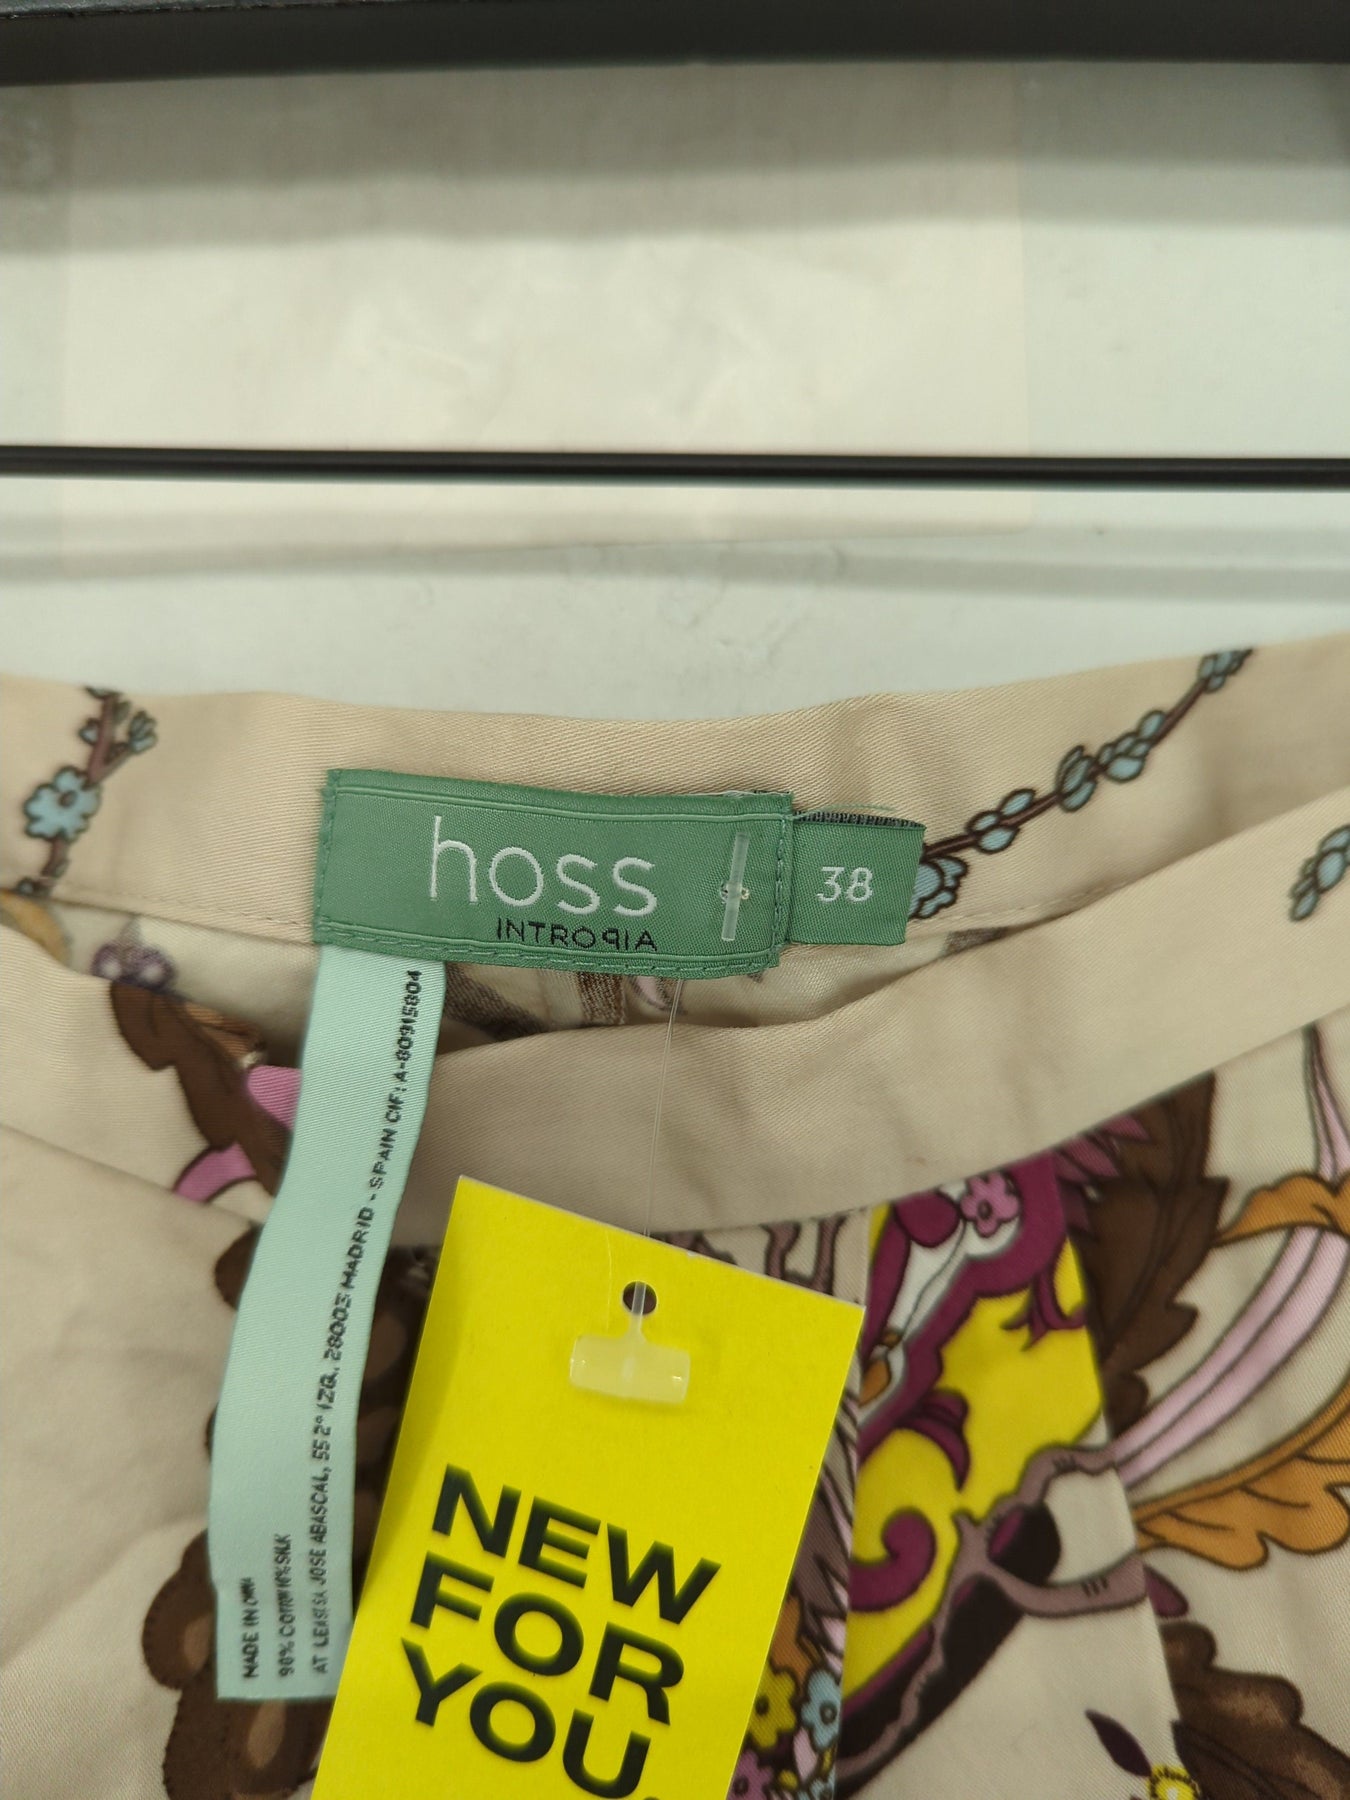 hoss
INTROPIA
38
MADE IN CHINA
90% COTTON 10% SILK
AT LEAST S.A. JOSE ABASCAL, 55 2º IZQ. 28003 MADRID - SPAIN CIF: A-80915804
NEW
FOR
YOU.